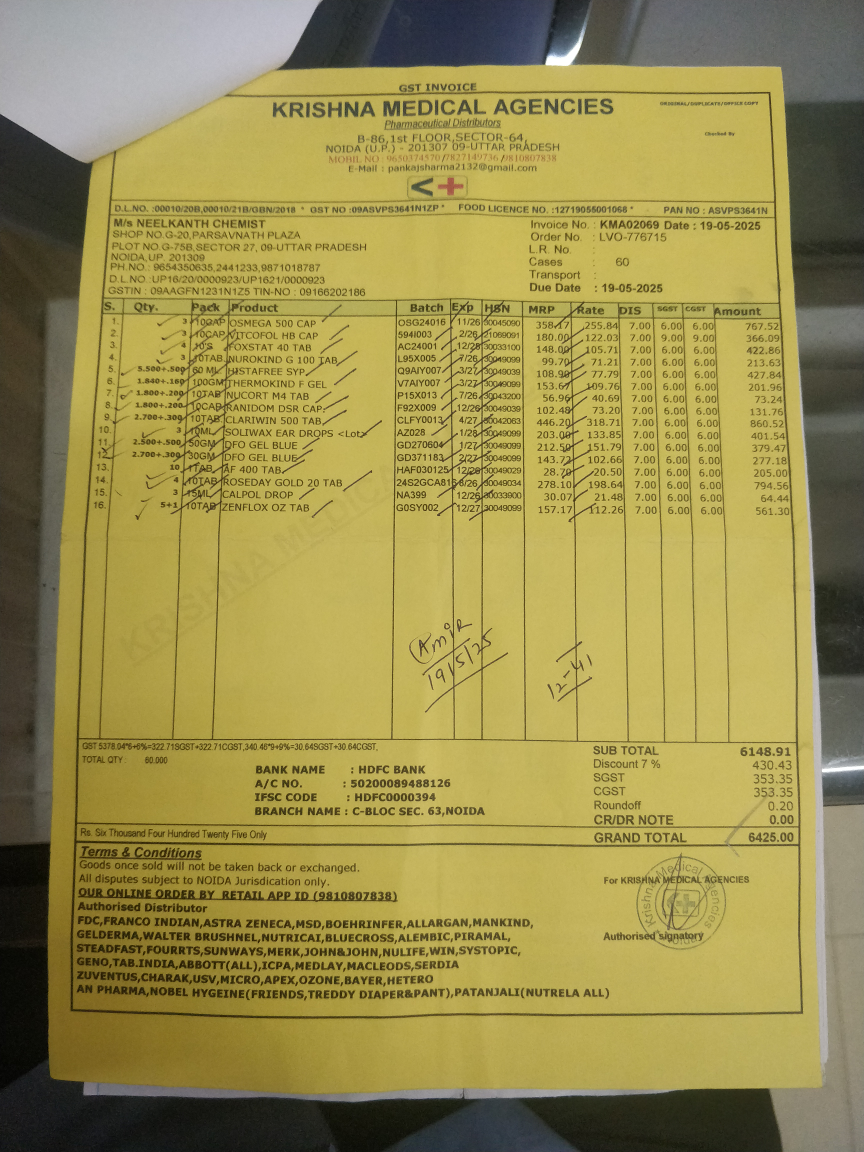 GST INVOICE
ORIGINAL/DUPLICATE/OFFICE COPY
KRISHNA MEDICAL AGENCIES
Pharmaceutical Distributors
Checked By
B-86,1st FLOOR,SECTOR-64,
NOIDA (U.P.) - 201307 09-UTTAR PRADESH
MOBIL NO : 9650374570 /7827149736 /9810807838
E-Mail : pankajsharma2132@gmail.com
D.L.NO. :00010/20B,00010/21B/GBN/2018 * GST NO :09ASVPS3641N1ZP * FOOD LICENCE NO. :12719055001068 * PAN NO : ASVPS3641N
M/s NEELKANTH CHEMIST
SHOP NO.G-20,PARSAVNATH PLAZA
PLOT NO.G-75B,SECTOR 27, 09-UTTAR PRADESH
NOIDA,UP. 201309
PH.NO.: 9654350635,2441233,9871018787
D.L.NO.: UP16/20/0000923/UP1621/0000923
GSTIN : 09AAGFN1231N1Z5 TIN-NO : 09166202186
Invoice No. : KMA02069 Date : 19-05-2025
Order No. : LVO-776715
L.R. No. :
Cases : 60
Transport :
Due Date : 19-05-2025
S. Qty. Pack Product Batch Exp HSN MRP Rate DIS SGST CGST Amount
1. 3 10CAP OSMEGA 500 CAP OSG24016 11/26 30045090 358.17 255.84 7.00 6.00 6.00 767.52
2. 3 10CAP VITCOFOL HB CAP 594I003 2/26 21069091 180.00 122.03 7.00 9.00 9.00 366.09
3. 4 10'S FOXSTAT 40 TAB AC24001 12/28 30033100 148.00 105.71 7.00 6.00 6.00 422.86
4. 3 10TAB NUROKIND G 100 TAB L95X005 7/26 30049099 99.70 71.21 7.00 6.00 6.00 213.63
5. 5.500+.500 60 ML HISTAFREE SYP Q9AIY007 3/27 30049099 108.90 77.79 7.00 6.00 6.00 427.84
6. 1.840+.160 100GM THERMOKIND F GEL V7AIY007 3/27 30049099 153.67 109.76 7.00 6.00 6.00 201.96
7. 1.800+.200 10TAB NUCORT M4 TAB P15X013 7/26 30043200 56.96 40.69 7.00 6.00 6.00 73.24
8. 1.800+.200 10CAP RANIDOM DSR CAP. F92X009 12/26 30049039 102.48 73.20 7.00 6.00 6.00 131.76
9. 2.700+.300 10TAB CLARIWIN 500 TAB CLFY0013 4/27 30042063 446.20 318.71 7.00 6.00 6.00 860.52
10. 3 10ML SOLIWAX EAR DROPS <Lot> AZ028 1/28 30049099 203.00 133.85 7.00 6.00 6.00 401.54
11. 2.500+.500 50GM DFO GEL BLUE GD270604 1/27 30049099 212.50 151.79 7.00 6.00 6.00 379.47
12. 2.700+.300 30GM DFO GEL BLUE GD371183 2/27 30049099 143.72 102.66 7.00 6.00 6.00 277.18
13. 10 1TAB AF 400 TAB HAF030125 12/28 30049029 28.70 20.50 7.00 6.00 6.00 205.00
14. 4 10TAB ROSEDAY GOLD 20 TAB 24S2GCA815 8/26 30049034 278.10 198.64 7.00 6.00 6.00 794.56
15. 3 15ML CALPOL DROP NA399 12/26 30033900 30.07 21.48 7.00 6.00 6.00 64.44
16. 5+1 10TAB ZENFLOX OZ TAB G0SY002 12/27 30049099 157.17 112.26 7.00 6.00 6.00 561.30
KRISHNA MEDICAL
Amir
19/5/25
12-41
GST 5378.04*6+6%=322.71SGST+322.71CGST,340.46*9+9%=30.64SGST+30.64CGST,
TOTAL QTY 60.000
BANK NAME : HDFC BANK
A/C NO. : 50200089488126
IFSC CODE : HDFC0000394
BRANCH NAME : C-BLOC SEC. 63,NOIDA
SUB TOTAL 6148.91
Discount 7 % 430.43
SGST 353.35
CGST 353.35
Roundoff 0.20
CR/DR NOTE 0.00
Rs. Six Thousand Four Hundred Twenty Five Only
GRAND TOTAL 6425.00
Terms & Conditions
Goods once sold will not be taken back or exchanged.
All disputes subject to NOIDA Jurisdication only.
OUR ONLINE ORDER BY RETAIL APP ID (9810807838)
Authorised Distributor
FDC,FRANCO INDIAN,ASTRA ZENECA,MSD,BOEHRINFER,ALLARGAN,MANKIND,
GELDERMA,WALTER BRUSHNEL,NUTRICAI,BLUECROSS,ALEMBIC,PIRAMAL,
STEADFAST,FOURRTS,SUNWAYS,MERK,JOHN&JOHN,NULIFE,WIN,SYSTOPIC,
GENO,TAB.INDIA,ABBOTT(ALL),ICPA,MEDLAY,MACLEODS,SERDIA
ZUVENTUS,CHARAK,USV,MICRO,APEX,OZONE,BAYER,HETERO
AN PHARMA,NOBEL HYGEINE(FRIENDS,TREDDY DIAPER&PANT),PATANJALI(NUTRELA ALL)
For KRISHNA MEDICAL AGENCIES
Krishna Medical Agencies
Noida
Authorised signatory